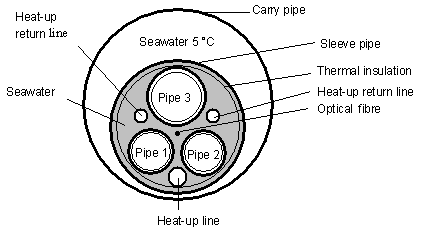 Carry pipe
Heat-up
return line
Seawater 5 °C
Sleeve pipe
Thermal insulation
Seawater
Pipe 3
Heat-up return line
Optical fibre
Pipe 1
Pipe 2
Heat-up line